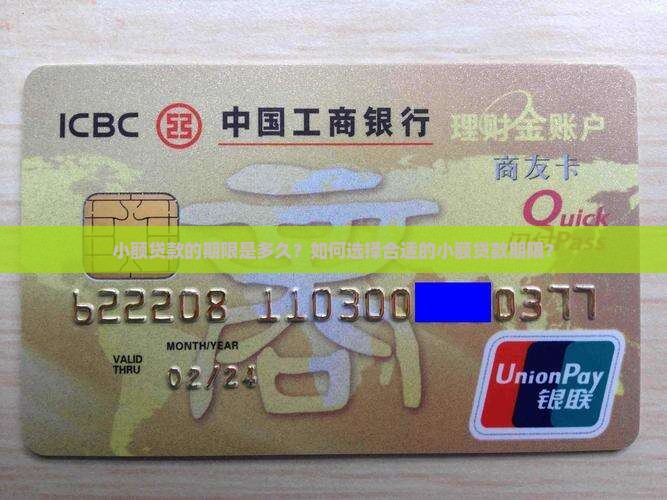 ICBC 中国工商银行 理财金账户
商友卡
Quick
Pass
小额贷款的期限是多久？如何选择合适的小额贷款期限？
622208 110300 0377
MONTH/YEAR
VALID
THRU
02/24
UnionPay
银联
商